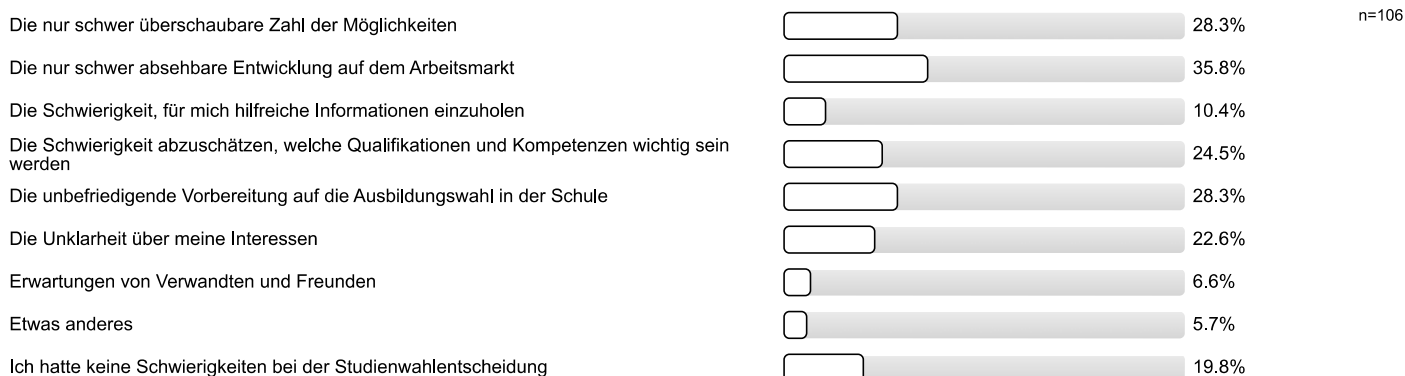 Die nur schwer überschaubare Zahl der Möglichkeiten 28.3% n=106
Die nur schwer absehbare Entwicklung auf dem Arbeitsmarkt 35.8%
Die Schwierigkeit, für mich hilfreiche Informationen einzuholen 10.4%
Die Schwierigkeit abzuschätzen, welche Qualifikationen und Kompetenzen wichtig sein
werden 24.5%
Die unbefriedigende Vorbereitung auf die Ausbildungswahl in der Schule 28.3%
Die Unklarheit über meine Interessen 22.6%
Erwartungen von Verwandten und Freunden 6.6%
Etwas anderes 5.7%
Ich hatte keine Schwierigkeiten bei der Studienwahlentscheidung 19.8%